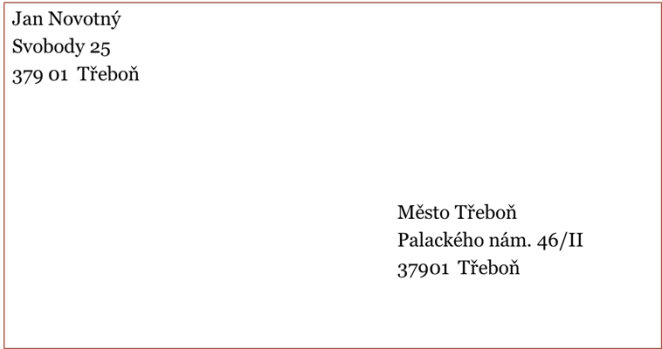 Jan Novotný
Svobody 25
379 01  Třeboň
Město Třeboň
Palackého nám. 46/II
37901  Třeboň